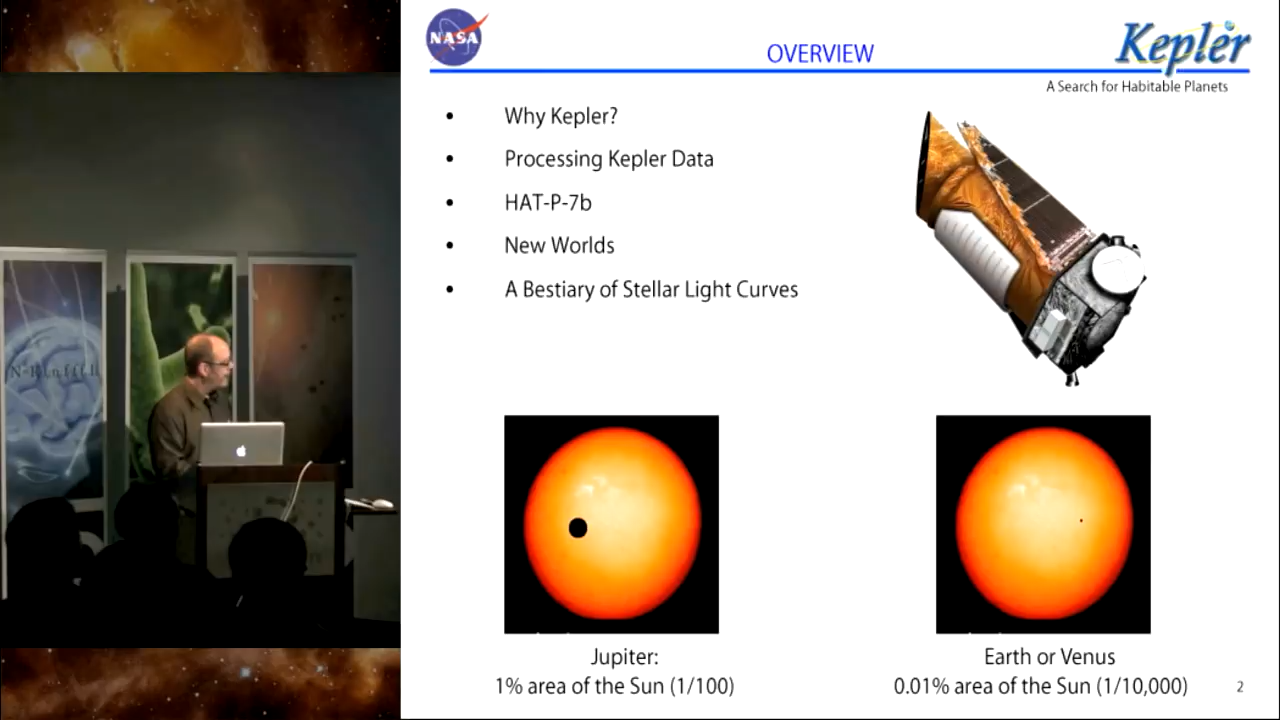 NASA
OVERVIEW
Kepler
A Search for Habitable Planets
• Why Kepler?
• Processing Kepler Data
• HAT-P-7b
• New Worlds
• A Bestiary of Stellar Light Curves
Jupiter:
1% area of the Sun (1/100)
Earth or Venus
0.01% area of the Sun (1/10,000)
2